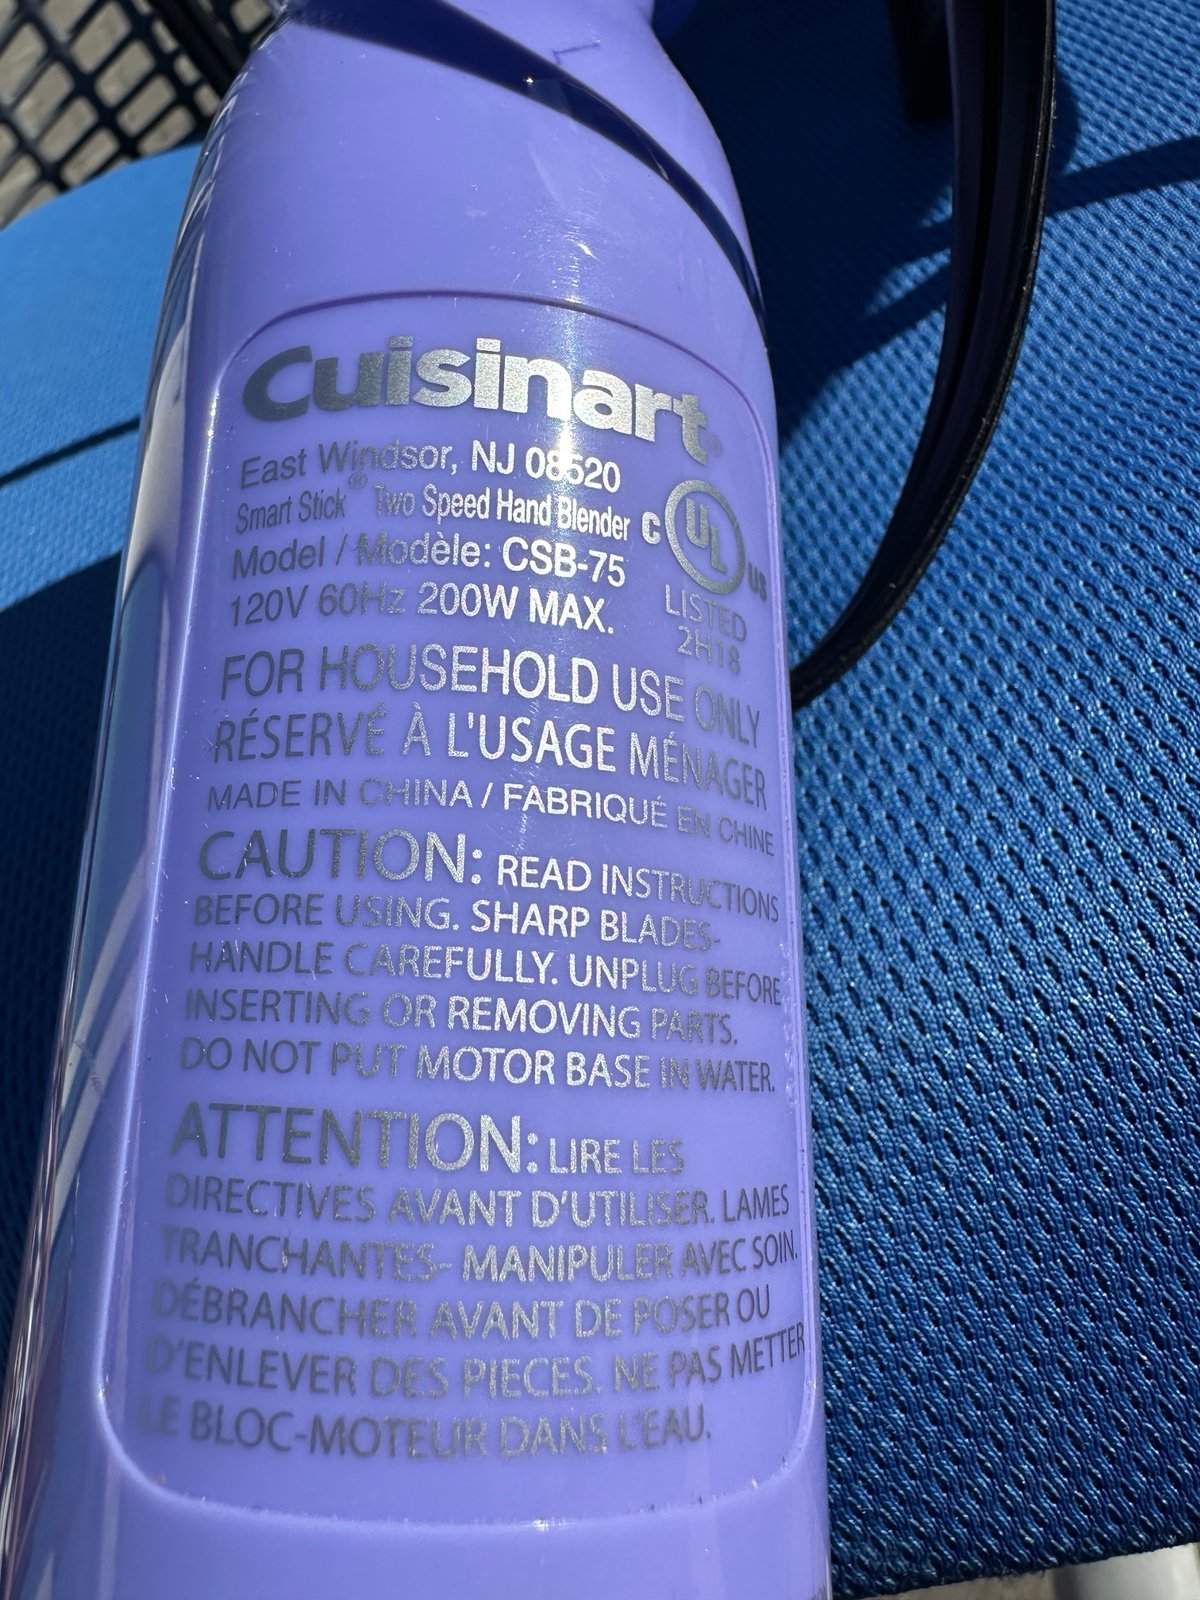 Cuisinart®
East Windsor, NJ 08520
Smart Stick® Two Speed Hand Blender
Model / Modèle: CSB-75
120V 60Hz 200W MAX.
C UL US
LISTED
2H18
FOR HOUSEHOLD USE ONLY
RÉSERVÉ À L'USAGE MÉNAGER
MADE IN CHINA / FABRIQUÉ EN CHINE
CAUTION: READ INSTRUCTIONS
BEFORE USING. SHARP BLADES-
HANDLE CAREFULLY. UNPLUG BEFORE
INSERTING OR REMOVING PARTS.
DO NOT PUT MOTOR BASE IN WATER.
ATTENTION: LIRE LES
DIRECTIVES AVANT D'UTILISER. LAMES
TRANCHANTES- MANIPULER AVEC SOIN.
DÉBRANCHER AVANT DE POSER OU
D'ENLEVER DES PIECES. NE PAS METTER
LE BLOC-MOTEUR DANS L'EAU.